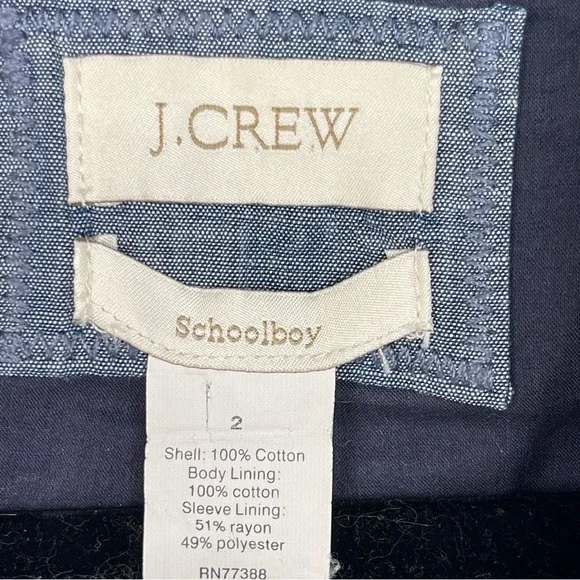 J.CREW
Schoolboy
2
Shell: 100% Cotton
Body Lining:
100% cotton
Sleeve Lining:
51% rayon
49% polyester
RN77388